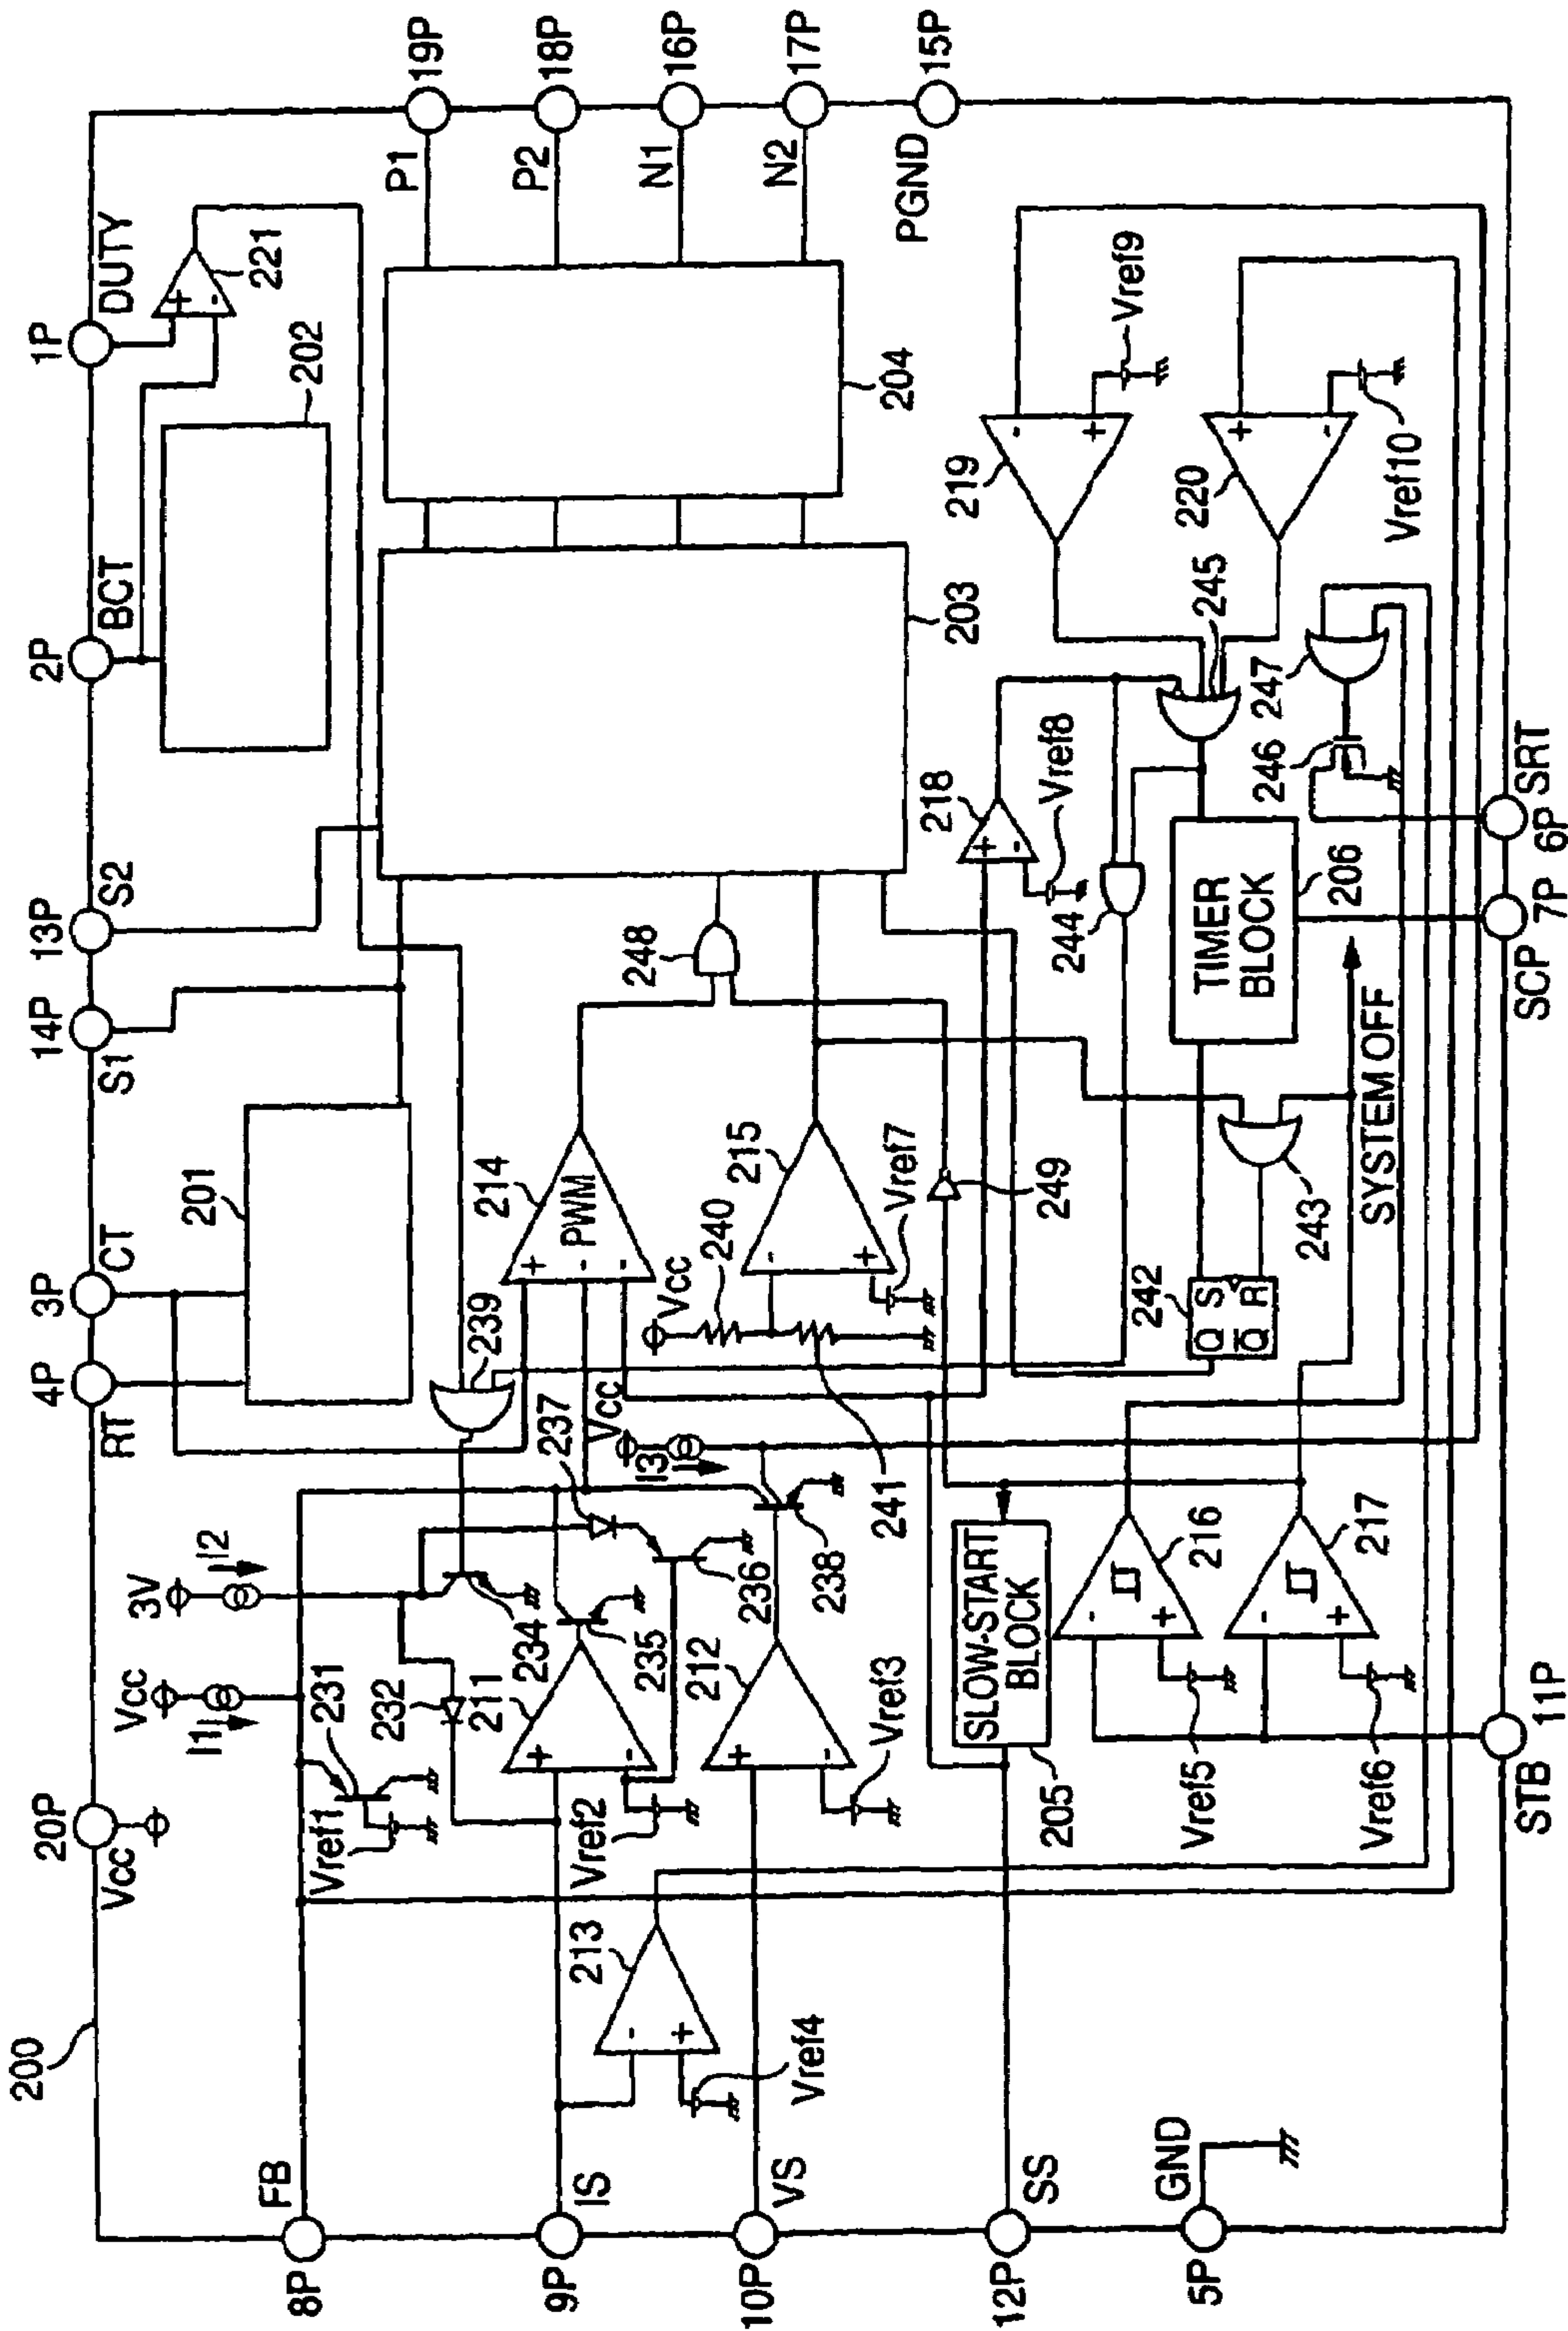 200
20P
Vcc
Vcc
I1
3V
I2
4P
RT
3P
CT
201
14P
S1
13P
S2
2P
BCT
202
1P
DUTY
221
8P
FB
Vref1
231
232
234
237
239
P1
19P
P2
18P
N1
16P
N2
17P
PGND
15P
203
204
9P
IS
213
Vref4
Vref2
211
+
-
235
236
214
PWM
+
-
-
248
10P
VS
212
Vref3
238
Vcc
I3
Vcc
240
241
215
Vref7
249
218
Vref8
244
219
Vref9
220
Vref10
245
12P
SS
205
SLOW-START
BLOCK
216
217
Vref5
Vref6
242
Q S
Q R
243
TIMER
BLOCK
206
SYSTEM OFF
246
247
5P
GND
STB
11P
SCP
7P
6P
SRT